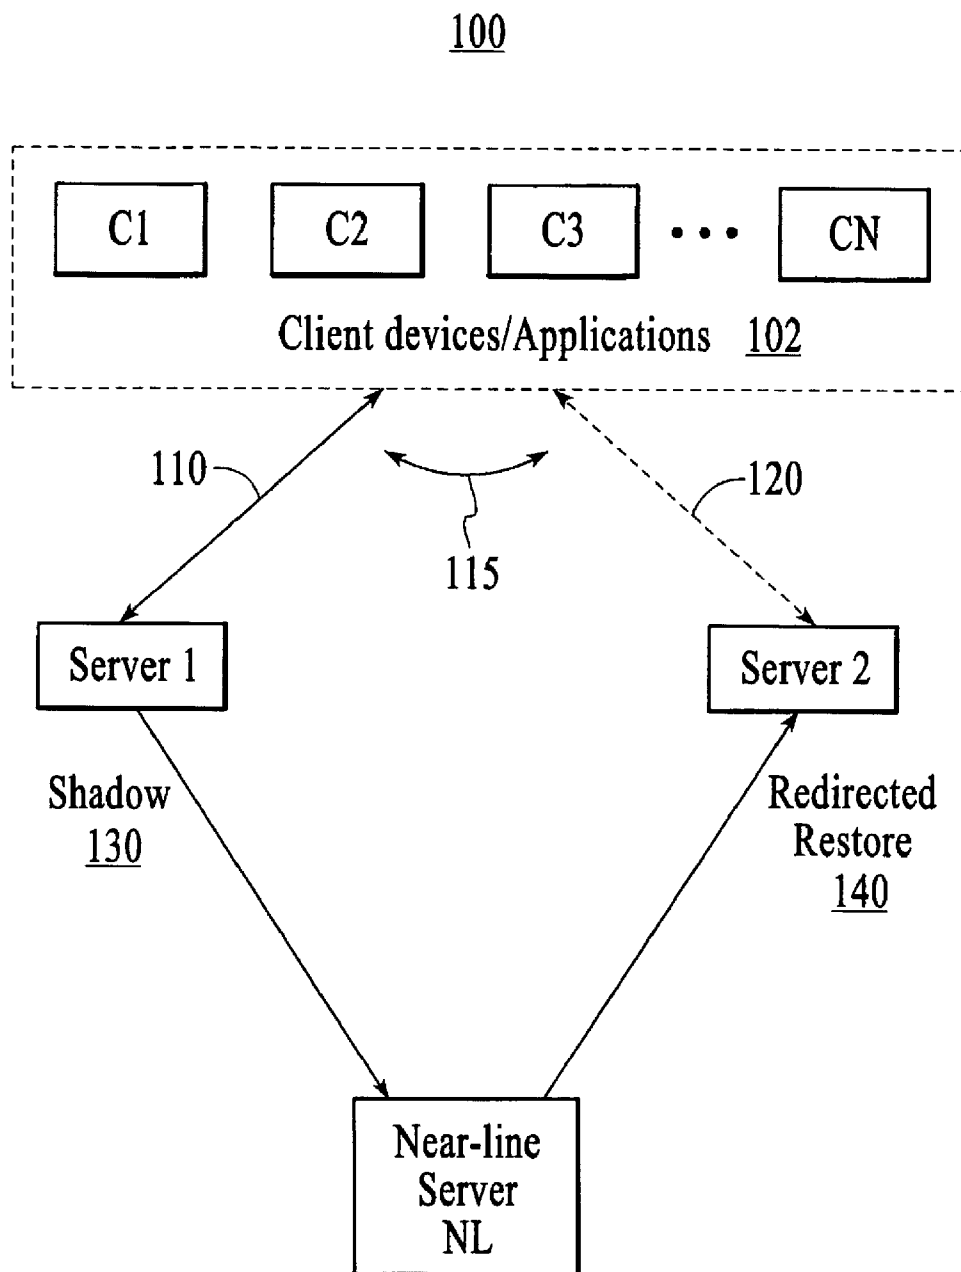 100
C1 C2 C3 ••• CN
Client devices/Applications 102
110
115
120
Server 1
Server 2
Shadow
130
Redirected
Restore
140
Near-line
Server
NL